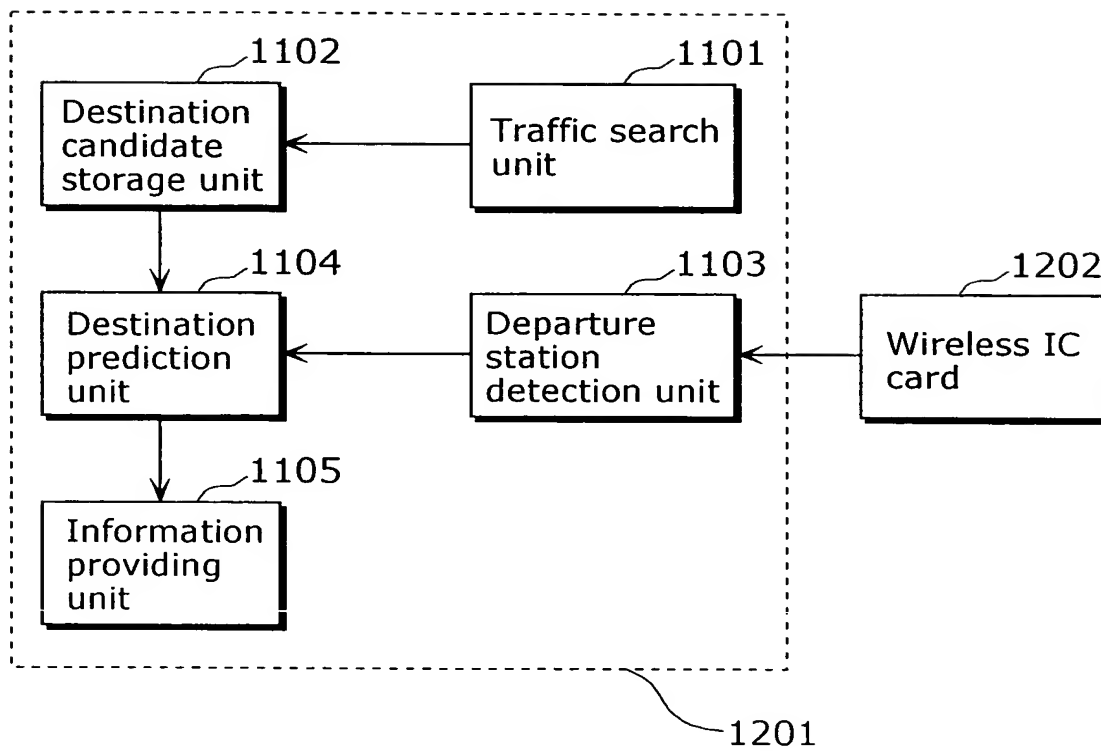 1102
Destination
candidate
storage unit
1101
Traffic search
unit
1104
Destination
prediction
unit
1103
Departure
station
detection unit
1202
Wireless IC
card
1105
Information
providing
unit
1201